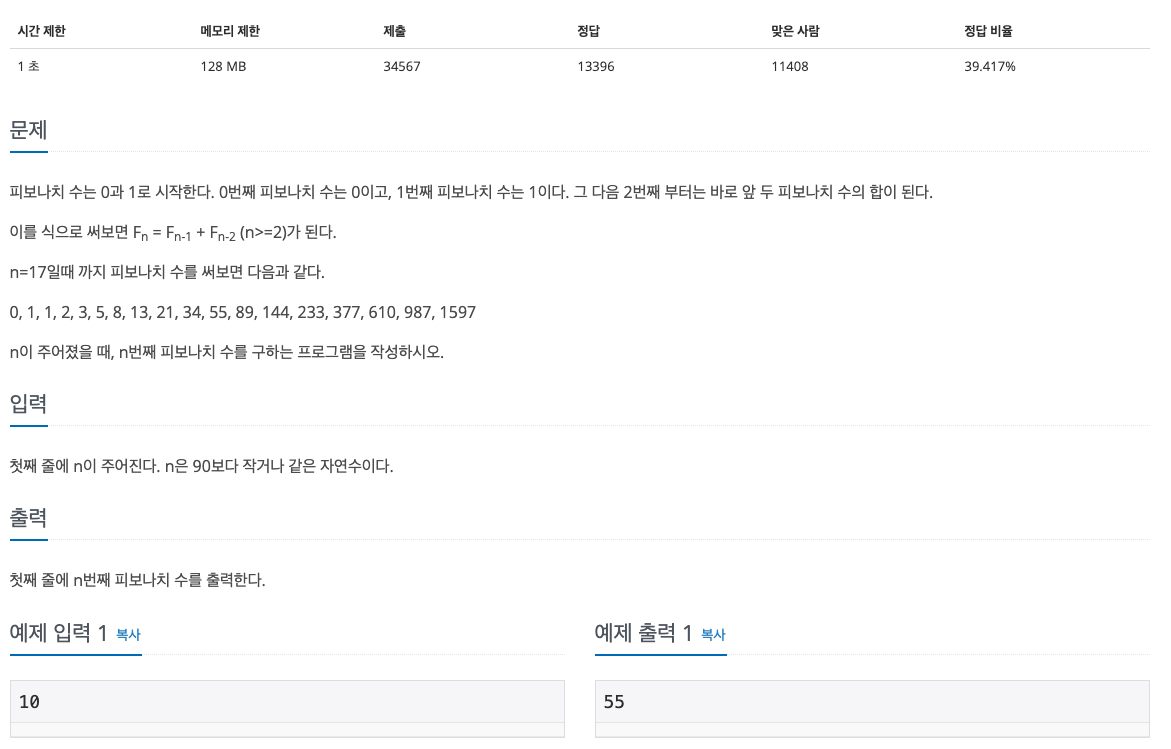 시간 제한 메모리 제한 제출 정답 맞은 사람 정답 비율
1 초 128 MB 34567 13396 11408 39.417%
문제
피보나치 수는 0과 1로 시작한다. 0번째 피보나치 수는 0이고, 1번째 피보나치 수는 1이다. 그 다음 2번째 부터는 바로 앞 두 피보나치 수의 합이 된다.
이를 식으로 써보면 Fn = Fn-1 + Fn-2 (n>=2)가 된다.
n=17일때 까지 피보나치 수를 써보면 다음과 같다.
0, 1, 1, 2, 3, 5, 8, 13, 21, 34, 55, 89, 144, 233, 377, 610, 987, 1597
n이 주어졌을 때, n번째 피보나치 수를 구하는 프로그램을 작성하시오.
입력
첫째 줄에 n이 주어진다. n은 90보다 작거나 같은 자연수이다.
출력
첫째 줄에 n번째 피보나치 수를 출력한다.
예제 입력 1 복사
10
예제 출력 1 복사
55